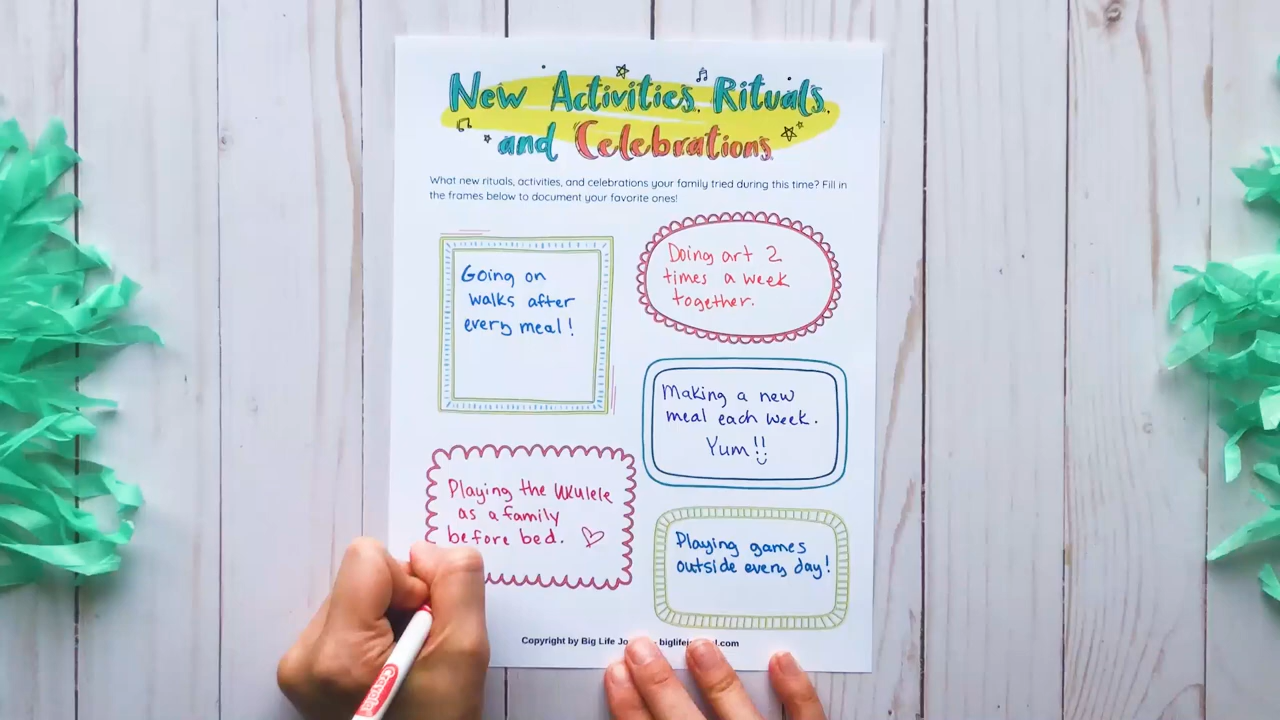 New Activities, Rituals,
and Celebrations
What new rituals, activities, and celebrations your family tried during this time? Fill in
the frames below to document your favorite ones!
Going on
walks after
every meal!
Doing art 2
times a week
together.
Making a new
meal each week.
Yum!!
Playing the Ukulele
as a family
before bed.
Playing games
outside every day!
Copyright by Big Life
Crayola